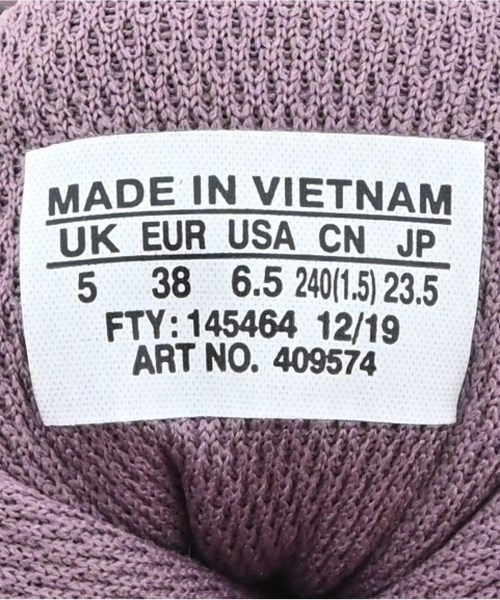 MADE IN VIETNAM
UK EUR USA CN JP
5 38 6.5 240(1.5) 23.5
FTY: 145464 12/19
ART NO. 409574